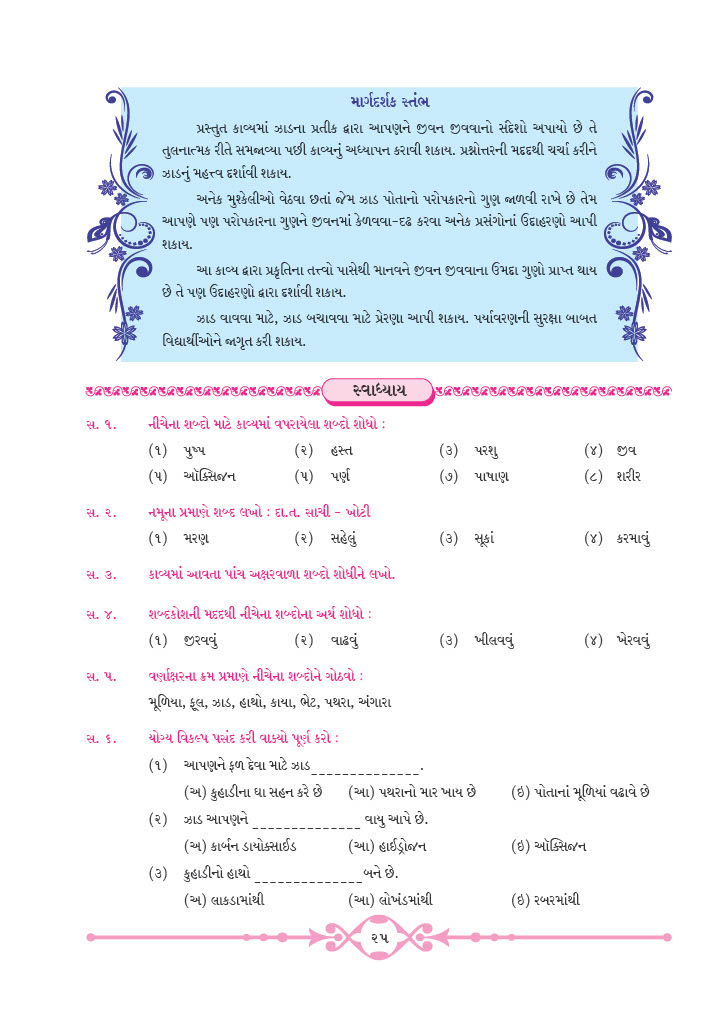 માર્ગદર્શક સ્તંભ
પ્રસ્તુત કાવ્યમાં ઝાડના પ્રતીક દ્વારા આપણને જીવન જીવવાનો સંદેશો અપાયો છે તે
તુલનાત્મક રીતે સમજાવ્યા પછી કાવ્યનું અધ્યાપન કરાવી શકાય. પ્રશ્નોત્તરની મદદથી ચર્ચા કરીને
ઝાડનું મહત્ત્વ દર્શાવી શકાય.
અનેક મુશ્કેલીઓ વેઠવા છતાં જેમ ઝાડ પોતાનો પરોપકારનો ગુણ જાળવી રાખે છે તેમ
આપણે પણ પરોપકારના ગુણને જીવનમાં કેળવવા-દઢ કરવા અનેક પ્રસંગોનાં ઉદાહરણો આપી
શકાય.
આ કાવ્ય દ્વારા પ્રકૃતિના તત્ત્વો પાસેથી માનવને જીવન જીવવાના ઉમદા ગુણો પ્રાપ્ત થાય
છે તે પણ ઉદાહરણો દ્વારા દર્શાવી શકાય.
ઝાડ વાવવા માટે, ઝાડ બચાવવા માટે પ્રેરણા આપી શકાય. પર્યાવરણની સુરક્ષા બાબત
વિદ્યાર્થીઓને જાગૃત કરી શકાય.
સ્વાધ્યાય
સ. ૧. નીચેના શબ્દો માટે કાવ્યમાં વપરાયેલા શબ્દો શોધો :
(૧) પુષ્પ (૨) હસ્ત (૩) પરશુ (૪) જીવ
(૫) ઑક્સિજન (૫) પર્ણ (૭) પાષાણ (૮) શરીર
સ. ૨. નમૂના પ્રમાણે શબ્દ લખો : દા.ત. સાચી - ખોટી
(૧) મરણ (૨) સહેલું (૩) સૂકાં (૪) કરમાવું
સ. ૩. કાવ્યમાં આવતા પાંચ અક્ષરવાળા શબ્દો શોધીને લખો.
સ. ૪. શબ્દકોશની મદદથી નીચેના શબ્દોના અર્થ શોધો :
(૧) જીરવવું (૨) વાઢવું (૩) ખીલવવું (૪) ખેરવવું
સ. ૫. વર્ણાક્ષરના ક્રમ પ્રમાણે નીચેના શબ્દોને ગોઠવો :
મૂળિયા, ફૂલ, ઝાડ, હાથો, કાયા, ભેટ, પથરા, અંગારા
સ. ૬. યોગ્ય વિકલ્પ પસંદ કરી વાક્યો પૂર્ણ કરો :
(૧) આપણને ફળ દેવા માટે ઝાડ______________.
(અ) કુહાડીના ઘા સહન કરે છે (આ) પથરાનો માર ખાય છે (ઇ) પોતાનાં મૂળિયાં વઢાવે છે
(૨) ઝાડ આપણને ______________ વાયુ આપે છે.
(અ) કાર્બન ડાયોક્સાઈડ (આ) હાઈડ્રોજન (ઇ) ઑક્સિજન
(૩) કુહાડીનો હાથો ______________બને છે.
(અ) લાકડામાંથી (આ) લોખંડમાંથી (ઇ) રબરમાંથી
૨૫